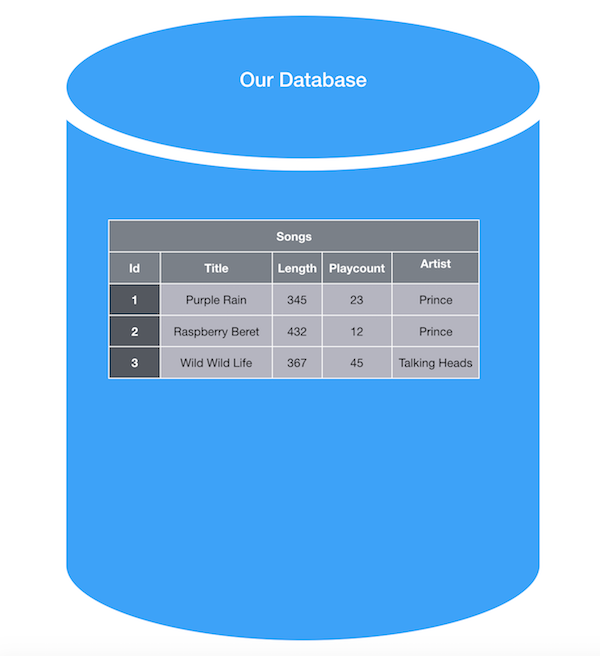 Our Database
Songs
Id Title Length Playcount Artist
1 Purple Rain 345 23 Prince
2 Raspberry Beret 432 12 Prince
3 Wild Wild Life 367 45 Talking Heads